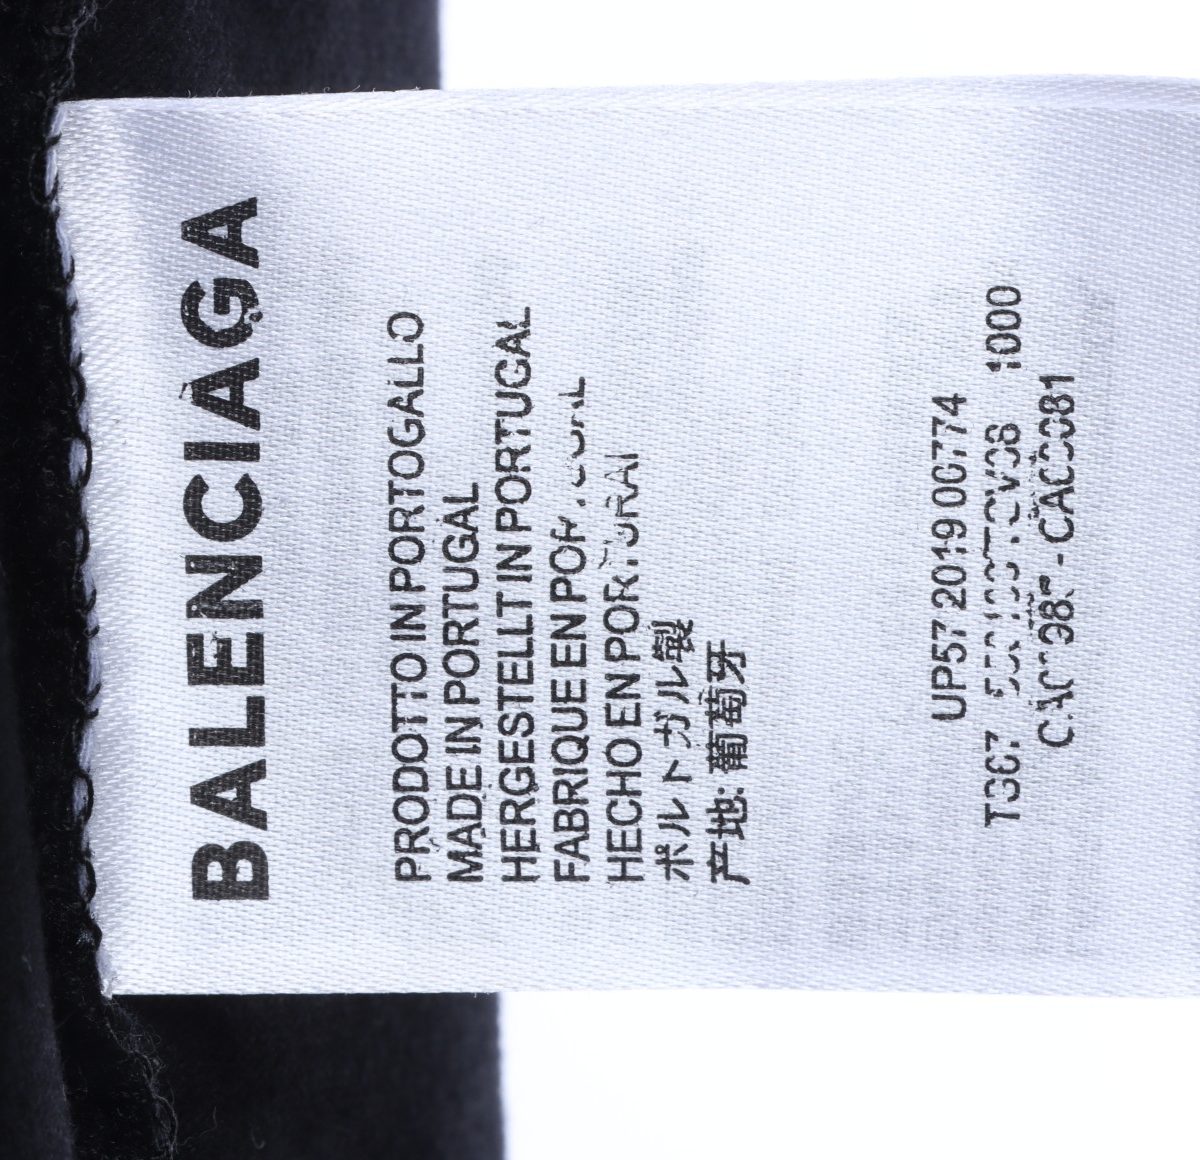 BALENCIAGA
PRODOTTO IN PORTOGALLO
MADE IN PORTUGAL
HERGESTELLT IN PORTUGAL
FABRIQUE EN
HECHO EN
ポルトガル製
产地: 葡萄牙
UP57 2019 00774
1000